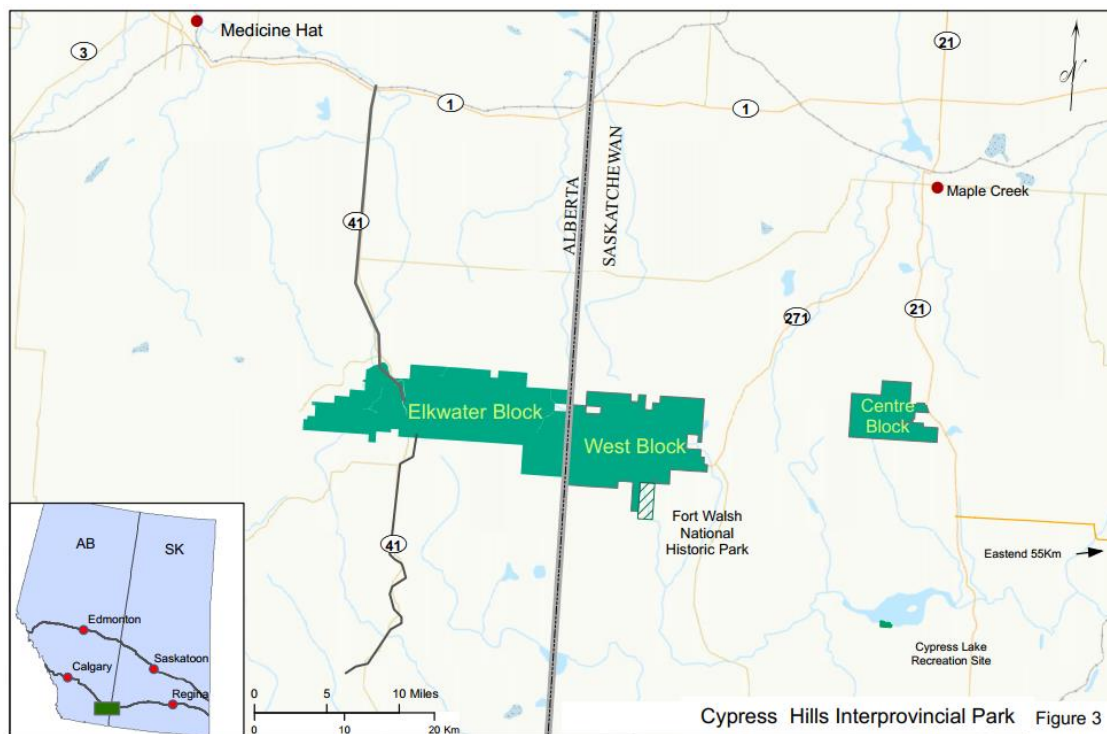 Medicine Hat
3
21
N
1
1
ALBERTA
SASKATCHEWAN
Maple Creek
41
271
21
Elkwater Block
West Block
Centre
Block
Fort Walsh
National
Historic Park
41
Eastend 55Km
Cypress Lake
Recreation Site
AB
SK
Edmonton
Saskatoon
Calgary
Regina
0
5
10 Miles
0
10
20 Km
Cypress Hills Interprovincial Park Figure 3